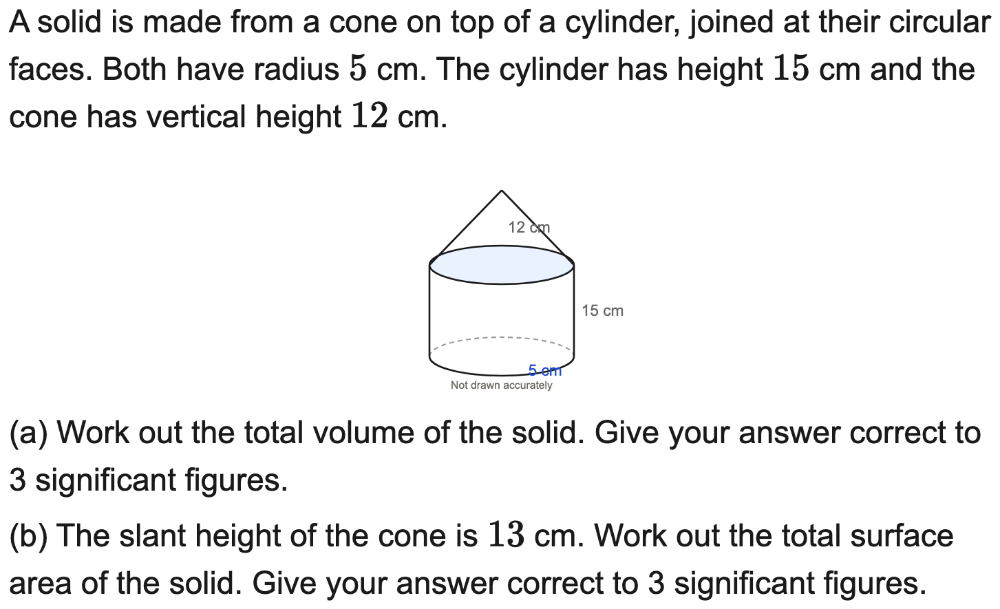 A solid is made from a cone on top of a cylinder, joined at their circular
faces. Both have radius 5 cm. The cylinder has height 15 cm and the
cone has vertical height 12 cm.
12 cm
15 cm
5 cm
Not drawn accurately
(a) Work out the total volume of the solid. Give your answer correct to
3 significant figures.
(b) The slant height of the cone is 13 cm. Work out the total surface
area of the solid. Give your answer correct to 3 significant figures.